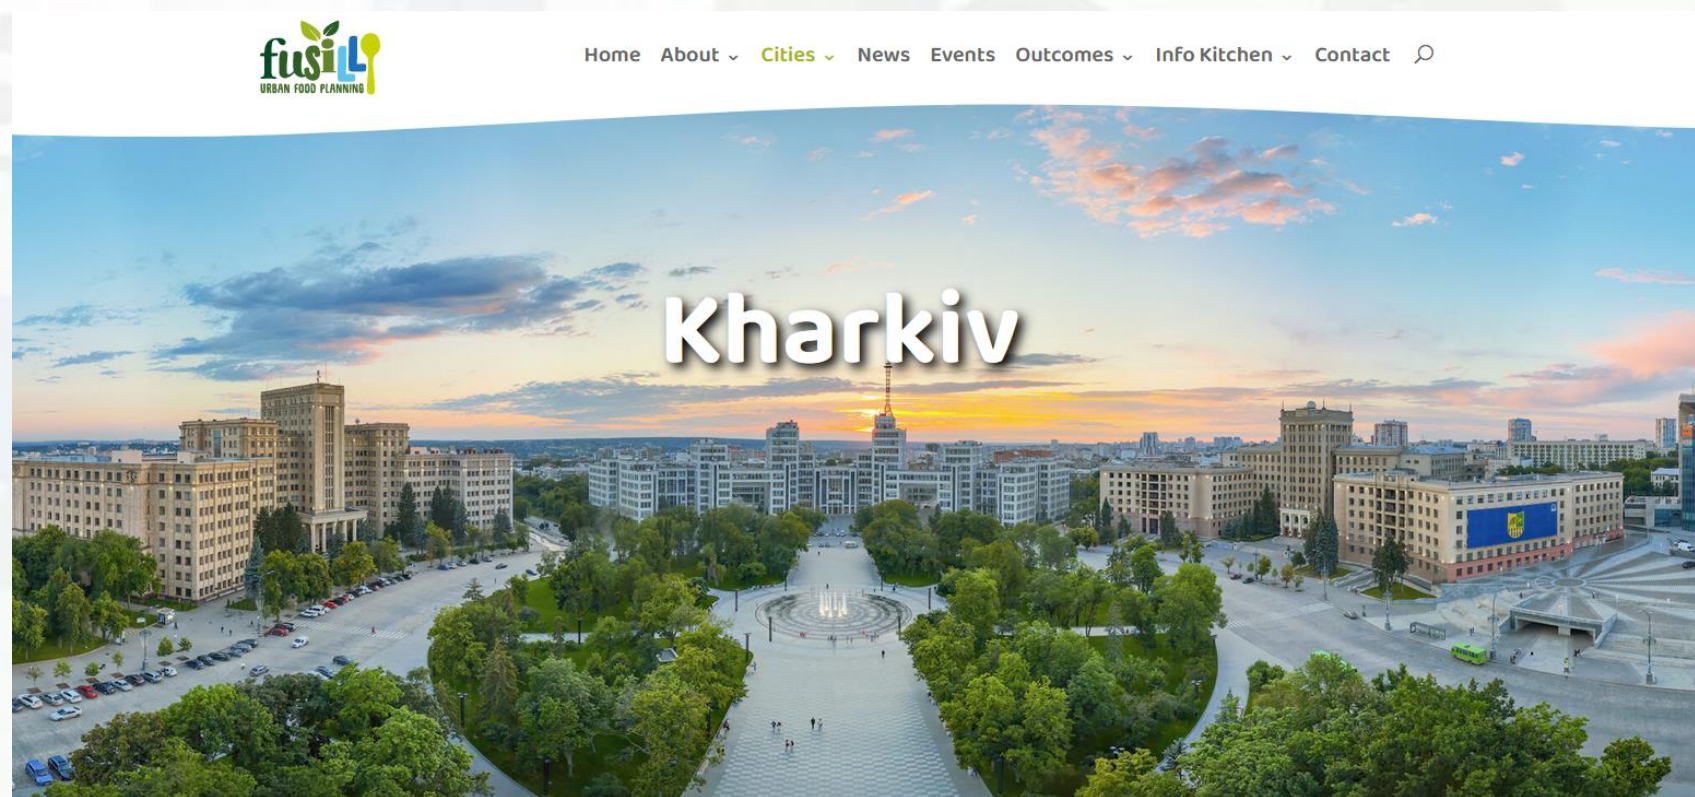 fusilli
URBAN FOOD PLANNING
Home About Cities News Events Outcomes Info Kitchen Contact
Kharkiv